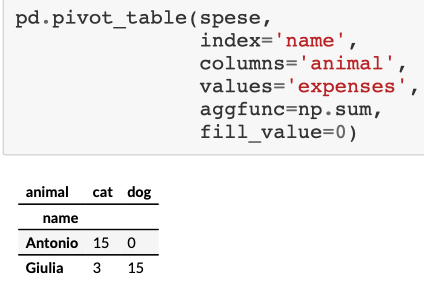 pd.pivot_table(spese,
index='name',
columns='animal',
values='expenses',
aggfunc=np.sum,
fill_value=0)
animal cat dog
name
Antonio 15 0
Giulia 3 15